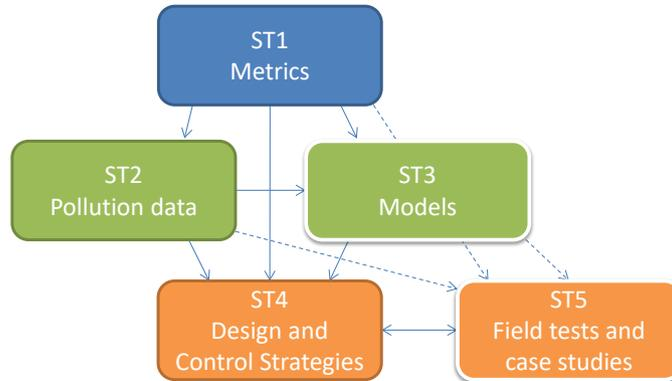 ST1
Metrics
ST2
Pollution data
ST3
Models
ST4
Design and
Control Strategies
ST5
Field tests and
case studies